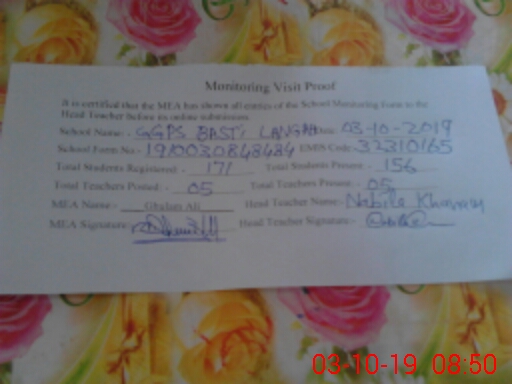 Monitoring Visit Proof
It is certified that the MEA has shown all entries of the School Monitoring Form to the
Head Teacher before its online submission.
School Name:- GGPS BASTI LANGAH Date: 03-10-2019
School Form No:- 1910030848484 EMIS Code: 32310165
Total Students Registered :- 171 Total Students Present:- 156
Total Teachers Posted:- 05 Total Teachers Present:- 05
MEA Name:- Ghulam Ali Head Teacher Name:- Nabila
MEA Signature: Head Teacher Signature:-
03-10-19 08:50